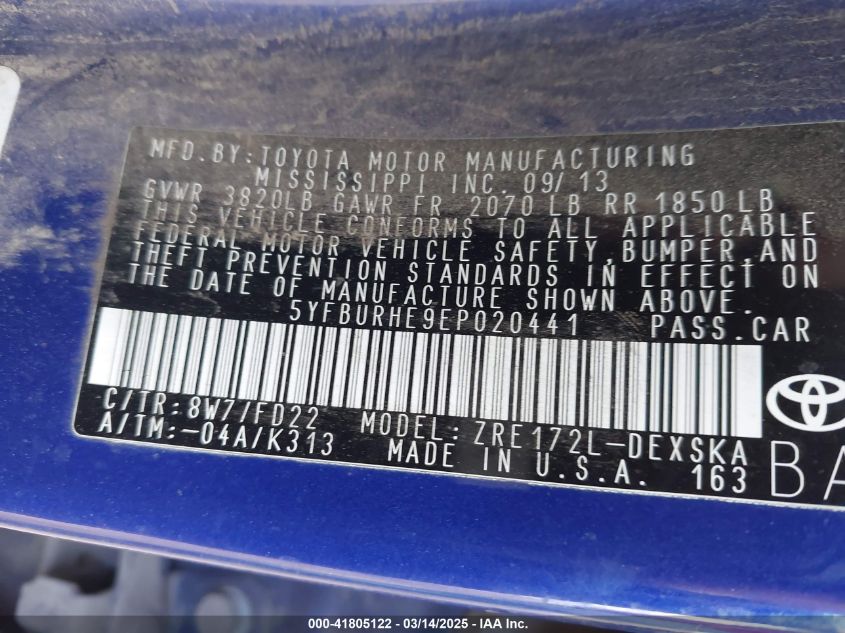 MFD.BY:TOYOTA MOTOR MANUFACTURING
MISSISSIPPI INC. 09/13
GVWR 3820LB GAWR FR 2070 LB RR 1850 LB
THIS VEHICLE CONFORMS TO ALL APPLICABLE
FEDERAL MOTOR VEHICLE SAFETY,BUMPER,AND
THEFT PREVENTION STANDARDS IN EFFECT ON
THE DATE OF MANUFACTURE SHOWN ABOVE.
5YFBURHE9EP020441 PASS.CAR
C/TR:8W7/FD22 MODEL: ZRE172L-DEXSKA
A/TM:-04A/K313 MADE IN U.S.A. 163
BA
000-41805122 - 03/14/2025 - IAA Inc.